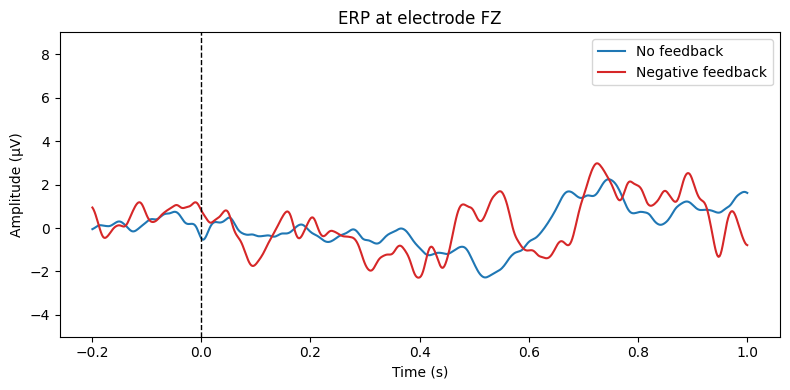 ERP at electrode FZ
No feedback
Negative feedback
Amplitude (µV)
8
6
4
2
0
−2
−4
−0.2
0.0
0.2
0.4
0.6
0.8
1.0
Time (s)